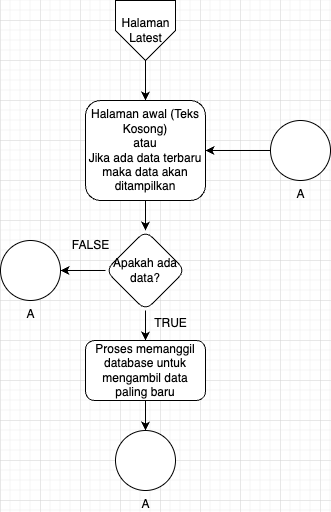 Halaman
Latest
Halaman awal (Teks
Kosong)
atau
Jika ada data terbaru
maka data akan
ditampilkan
A
FALSE
Apakah ada
data?
A
TRUE
Proses memanggil
database untuk
mengambil data
paling baru
A